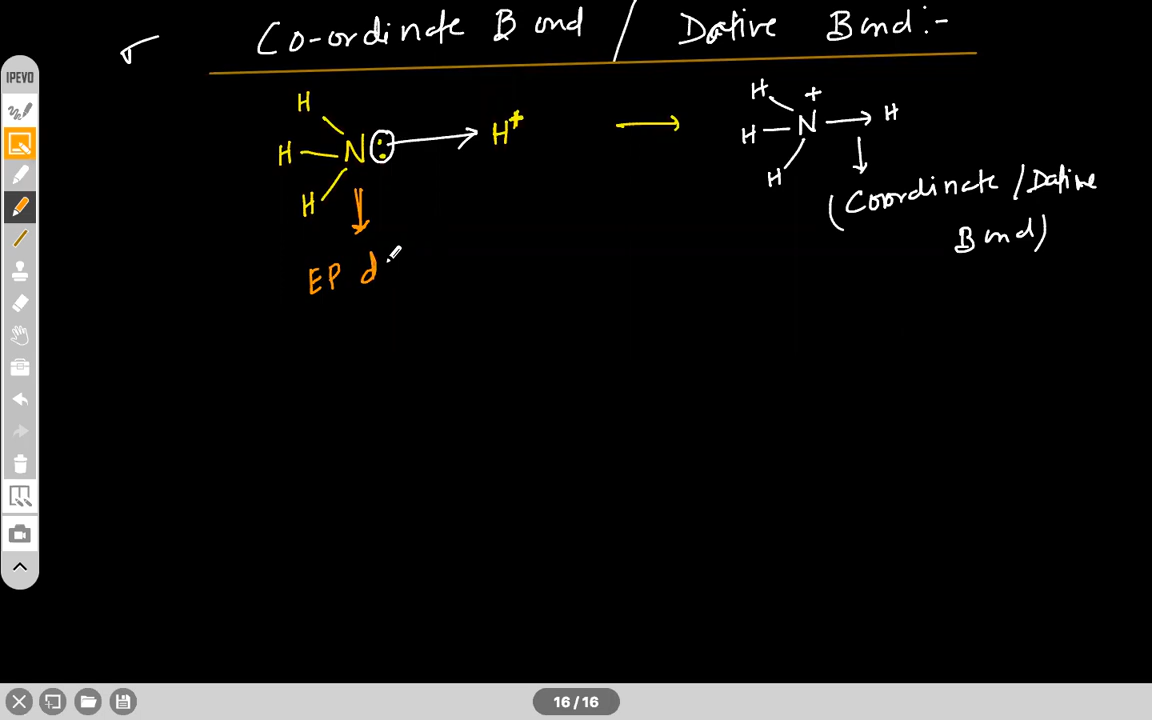 Co-ordinate Bond / Dative Bond :-
IPEVO
H
H
N : → H+
H
→
H +
H N → H
H
(Coordinate / Dative
Bond)
EP d
16 / 16